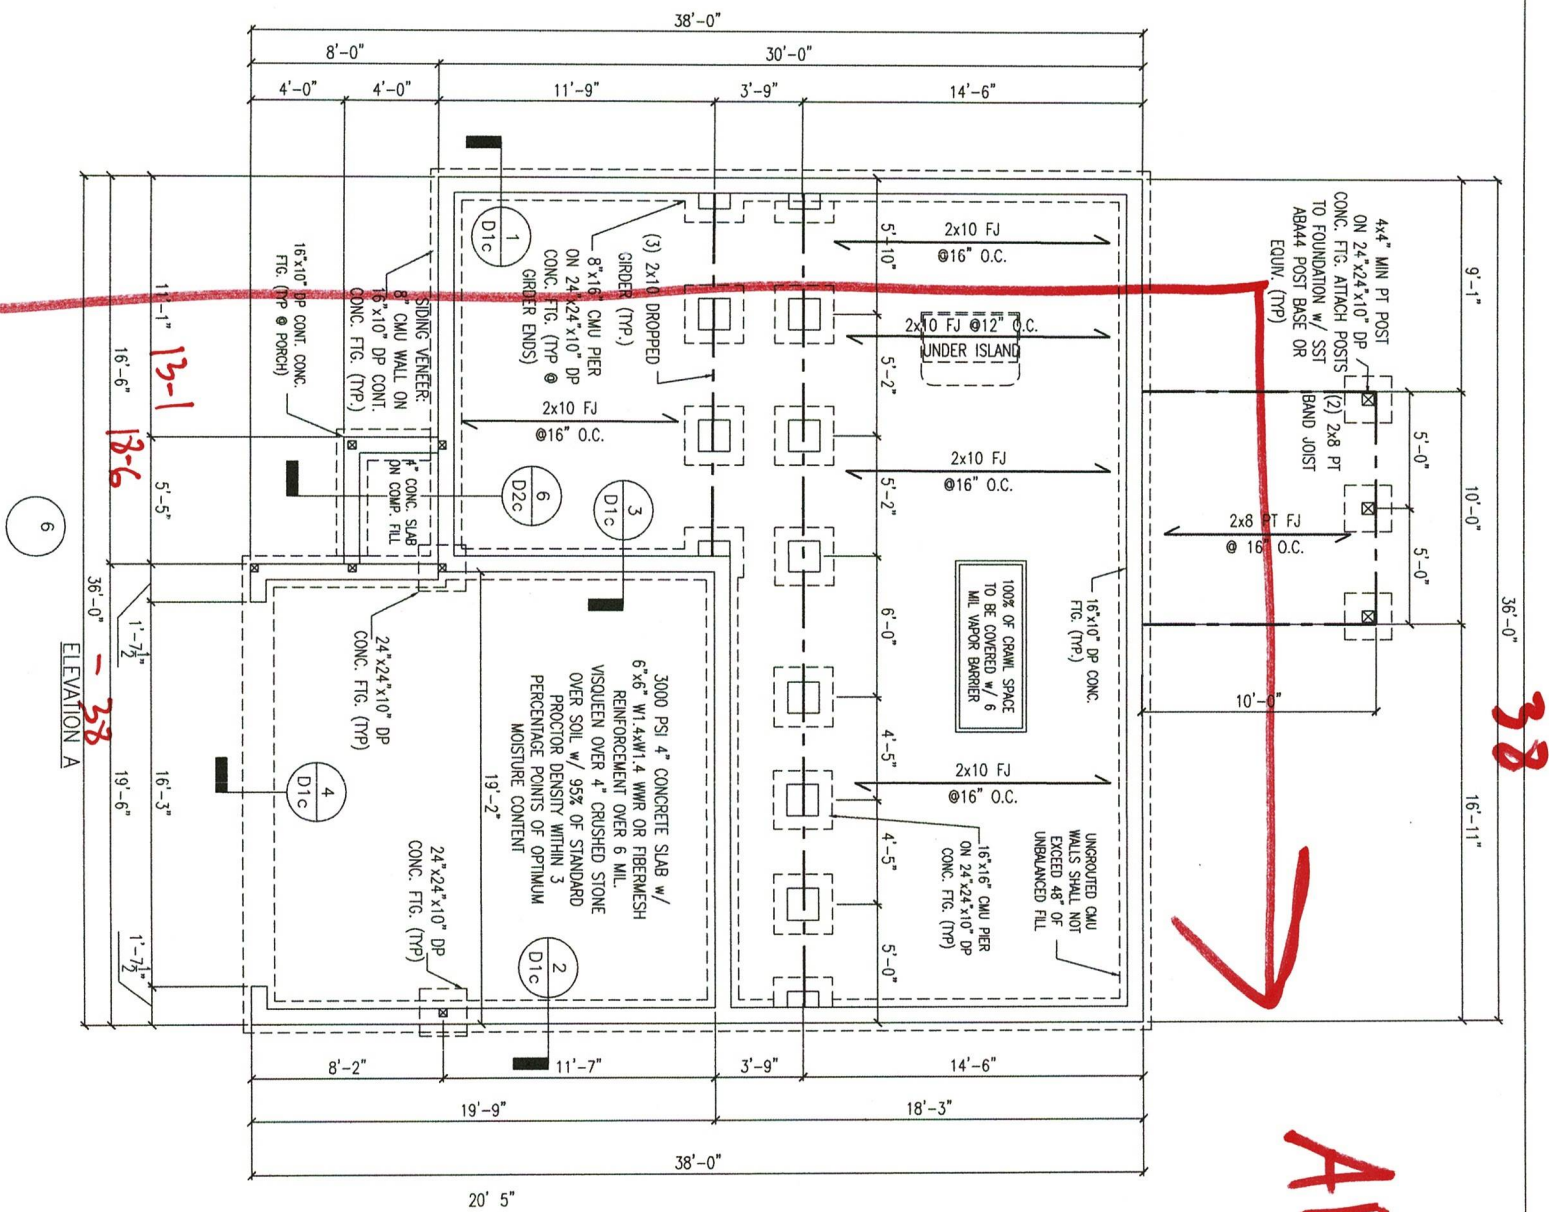 38'-0"
8'-0"
30'-0"
4'-0"
4'-0"
11'-9"
3'-9"
14'-6"
4x4" MIN PT POST
ON 24"x24"x10" DP
CONC. FTG. ATTACH POSTS
TO FOUNDATION w/ SST
ABA44 POST BASE OR
EQUIV. (TYP)
9'-1"
10'-0"
16'-11"
36'-0"
38
(2) 2x8 PT
BAND JOIST
5'-0"
5'-0"
2x8 PT FJ
@ 16" O.C.
10'-0"
1
D1c
(3) 2x10 DROPPED
GIRDER (TYP.)
8"x16" CMU PIER
ON 24"x24"x10" DP
CONC. FTG. (TYP @
GIRDER ENDS)
2x10 FJ
@16" O.C.
5'-10"
2x10 FJ @12" O.C.
UNDER ISLAND
5'-2"
2x10 FJ
@16" O.C.
2x10 FJ
@16" O.C.
5'-2"
SIDING VENEER:
8" CMU WALL ON
16"x10" DP CONT.
CONC. FTG. (TYP.)
16"x10" DP CONT. CONC.
FTG. (TYP @ PORCH)
4" CONC. SLAB
ON COMP. FILL
6
D2c
3
D1c
16"x10" DP CONC.
FTG. (TYP.)
100% OF CRAWL SPACE
TO BE COVERED w/ 6
MIL VAPOR BARRIER
6'-0"
4'-5"
2x10 FJ
@16" O.C.
4'-5"
5'-0"
16"x16" CMU PIER
ON 24"x24"x10" DP
CONC. FTG. (TYP)
UNGROUTED CMU
WALLS SHALL NOT
EXCEED 48" OF
UNBALANCED FILL
24"x24"x10" DP
CONC. FTG. (TYP)
3000 PSI 4" CONCRETE SLAB w/
6"x6" W1.4xW1.4 WWR OR FIBERMESH
REINFORCEMENT OVER 6 MIL.
VISQUEEN OVER 4" CRUSHED STONE
OVER SOIL w/ 95% OF STANDARD
PROCTOR DENSITY WITHIN 3
PERCENTAGE POINTS OF OPTIMUM
MOISTURE CONTENT
19'-2"
24"x24"x10" DP
CONC. FTG. (TYP)
4
D1c
2
D1c
11'-1"
13-1
5'-5"
1'-7½"
16'-3"
1'-7½"
16'-6"
18-6
19'-6"
36'-0"
- 38
ELEVATION A
6
8'-2"
11'-7"
3'-9"
14'-6"
19'-9"
18'-3"
38'-0"
20' 5"